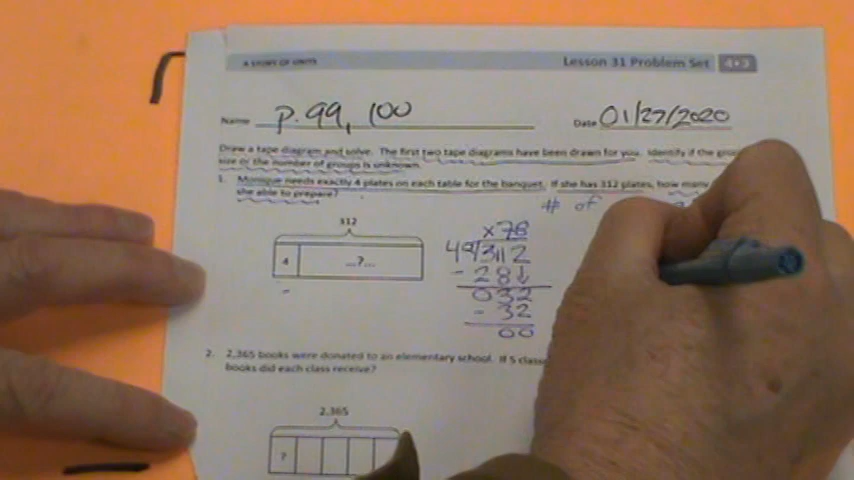 A STORY OF UNITS
Lesson 31 Problem Set 4•3
Name p. 99, 100
Date 01/27/2020
Draw a tape diagram and solve. The first two tape diagrams have been drawn for you. Identify if the
size or the number of groups is unknown.
1. Monique needs exactly 4 plates on each table for the banquet. If she has 312 plates, how many
she able to prepare?
# of
312
4 ...?...
x78
312
- 28↓
032
- 32
00
2. 2,365 books were donated to an elementary school. If 5
books did each class receive?
2,365
?